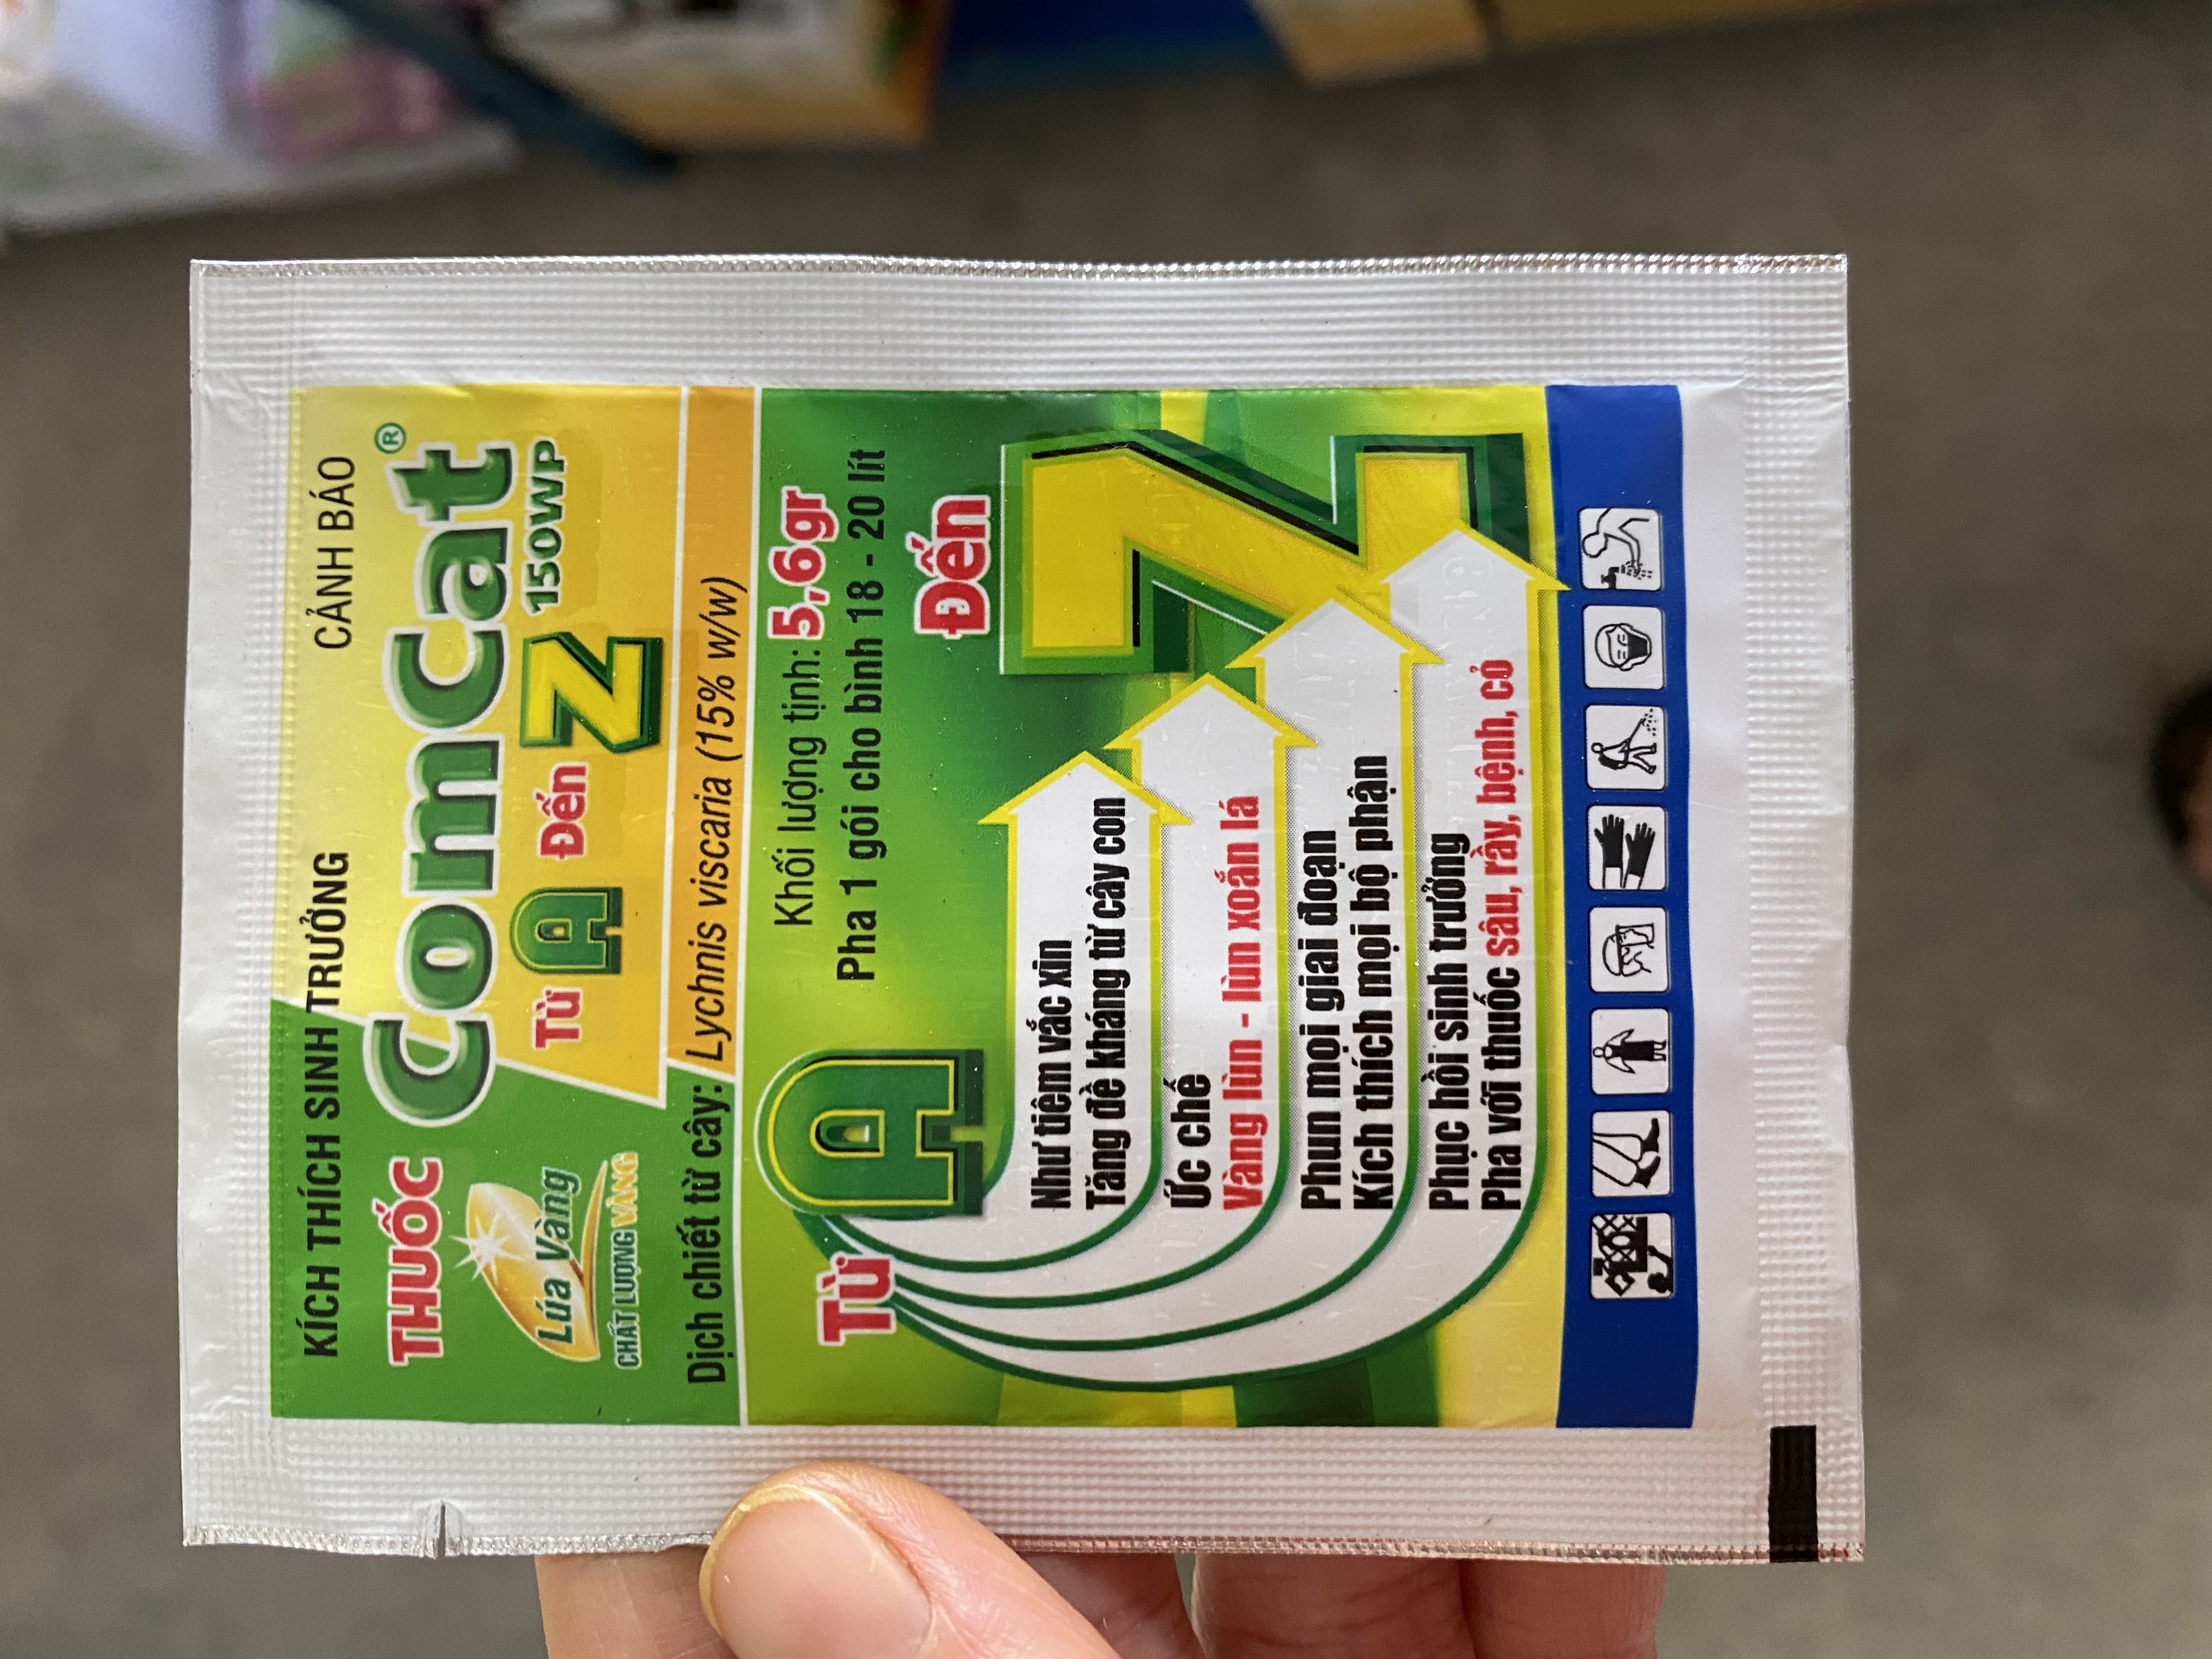 KÍCH THÍCH SINH TRƯỞNG
CẢNH BÁO
THUỐC ComCat®
Từ A Đến Z 150WP
Lúa Vàng
CHẤT LƯỢNG VÀNG
Dịch chiết từ cây: Lychnis viscaria (15% w/w)
Khối lượng tịnh: 5,6gr
Pha 1 gói cho bình 18 - 20 lít
Từ A Đến Z
Như tiêm vắc xin
Tăng đề kháng từ cây con
Ức chế
Vàng lùn - lùn xoắn lá
Phun mọi giai đoạn
Kích thích mọi bộ phận
Phục hồi sinh trưởng
Pha với thuốc sâu, rầy, bệnh, cỏ